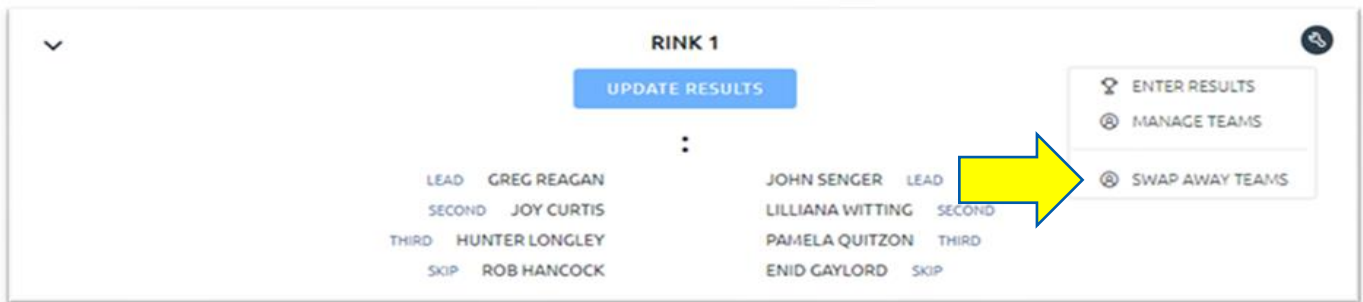 RINK 1
UPDATE RESULTS
:
ENTER RESULTS
MANAGE TEAMS
SWAP AWAY TEAMS
LEAD GREG REAGAN JOHN SENGER LEAD
SECOND JOY CURTIS LILLIANA WITTING SECOND
THIRD HUNTER LONGLEY PAMELA QUITZON THIRD
SKIP ROB HANCOCK ENID GAYLORD SKIP